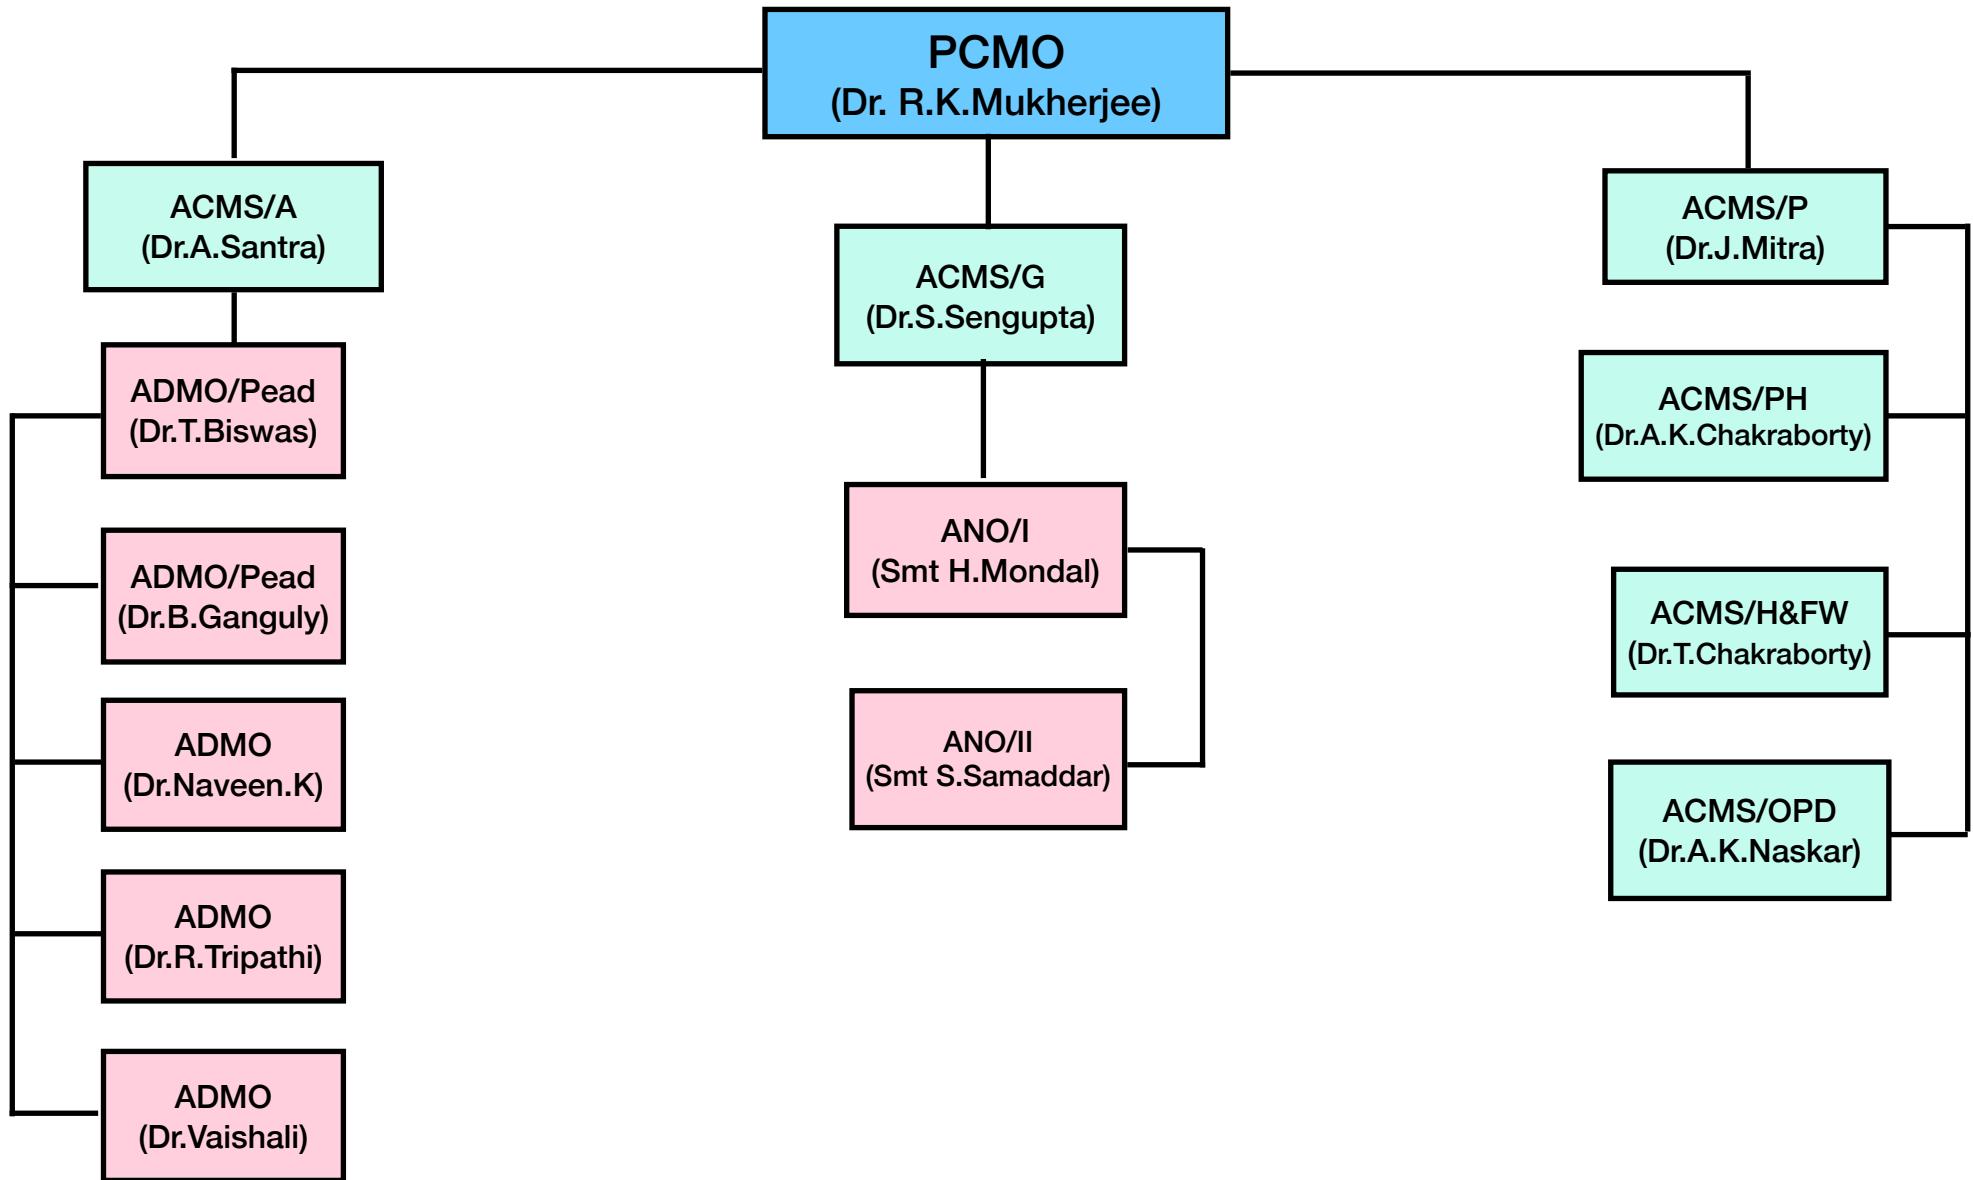 PCMO
(Dr. R.K.Mukherjee)
ACMS/A
(Dr.A.Santra)
ADMO/Pead
(Dr.T.Biswas)
ADMO/Pead
(Dr.B.Ganguly)
ADMO
(Dr.Naveen.K)
ADMO
(Dr.R.Tripathi)
ADMO
(Dr.Vaishali)
ACMS/G
(Dr.S.Sengupta)
ANO/I
(Smt H.Mondal)
ANO/II
(Smt S.Samaddar)
ACMS/P
(Dr.J.Mitra)
ACMS/PH
(Dr.A.K.Chakraborty)
ACMS/H&FW
(Dr.T.Chakraborty)
ACMS/OPD
(Dr.A.K.Naskar)